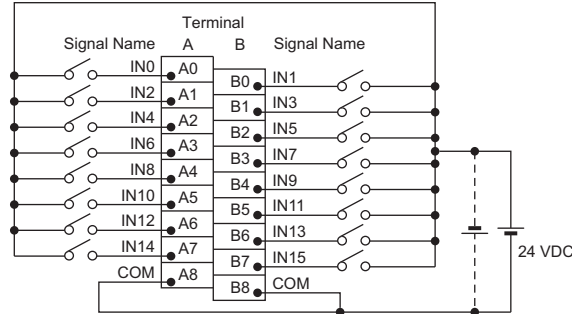 Terminal
Signal Name A B Signal Name
IN0 A0
B0 IN1
IN2 A1
B1 IN3
IN4 A2
B2 IN5
IN6 A3
B3 IN7
IN8 A4
B4 IN9
IN10 A5
B5 IN11
IN12 A6
B6 IN13
IN14 A7
B7 IN15
COM A8
B8 COM
24 VDC